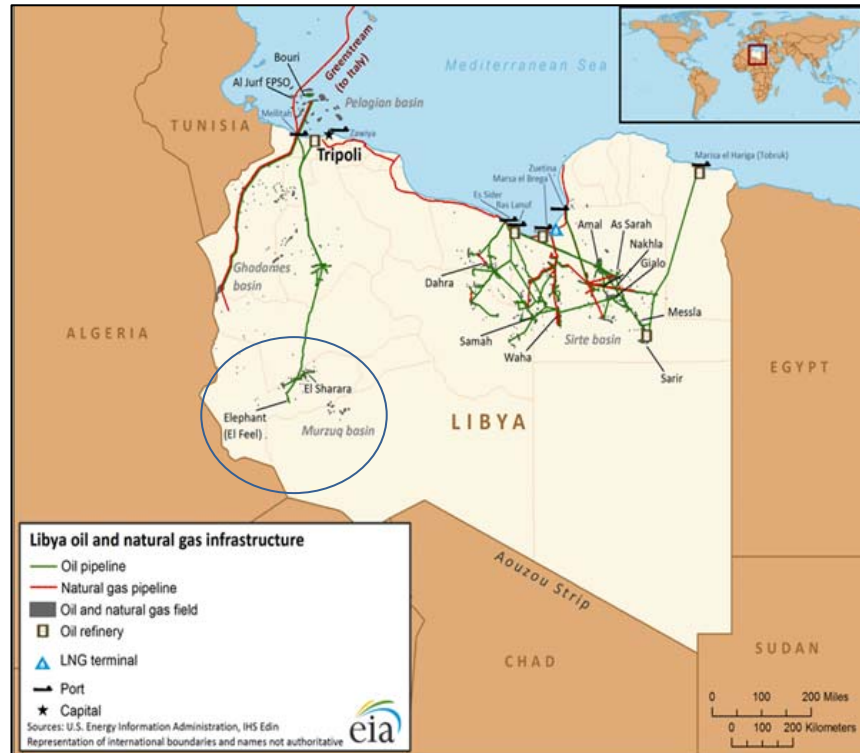 Bouri
Al Jurf FPSO
Greenstream
(to Italy)
Mediterranean Sea
Pelagian basin
Mellitah
TUNISIA
Zawiya
Tripoli
Marsa el Hariga (Tobruk)
Zuetina
Marsa el Brega
Es Sider
Ras Lanuf
Amal
As Sarah
Nakhla
Gialo
Ghadames
basin
Dahra
ALGERIA
Samah
Waha
Sirte basin
Messla
Sarir
EGYPT
El Sharara
Elephant
(El Feel)
Murzuq basin
LIBYA
Aouzou Strip
CHAD
SUDAN
Libya oil and natural gas infrastructure
Oil pipeline
Natural gas pipeline
Oil and natural gas field
Oil refinery
LNG terminal
Port
Capital
Sources: U.S. Energy Information Administration, IHS Edin
Representation of international boundaries and names not authoritative
eia
0 100 200 Miles
0 100 200 Kilometers